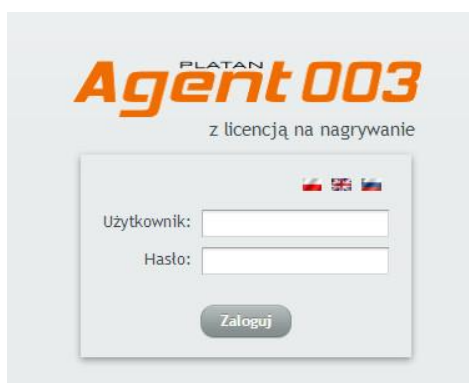 PLATAN
Agent 003
z licencją na nagrywanie
Użytkownik:
Hasło:
Zaloguj